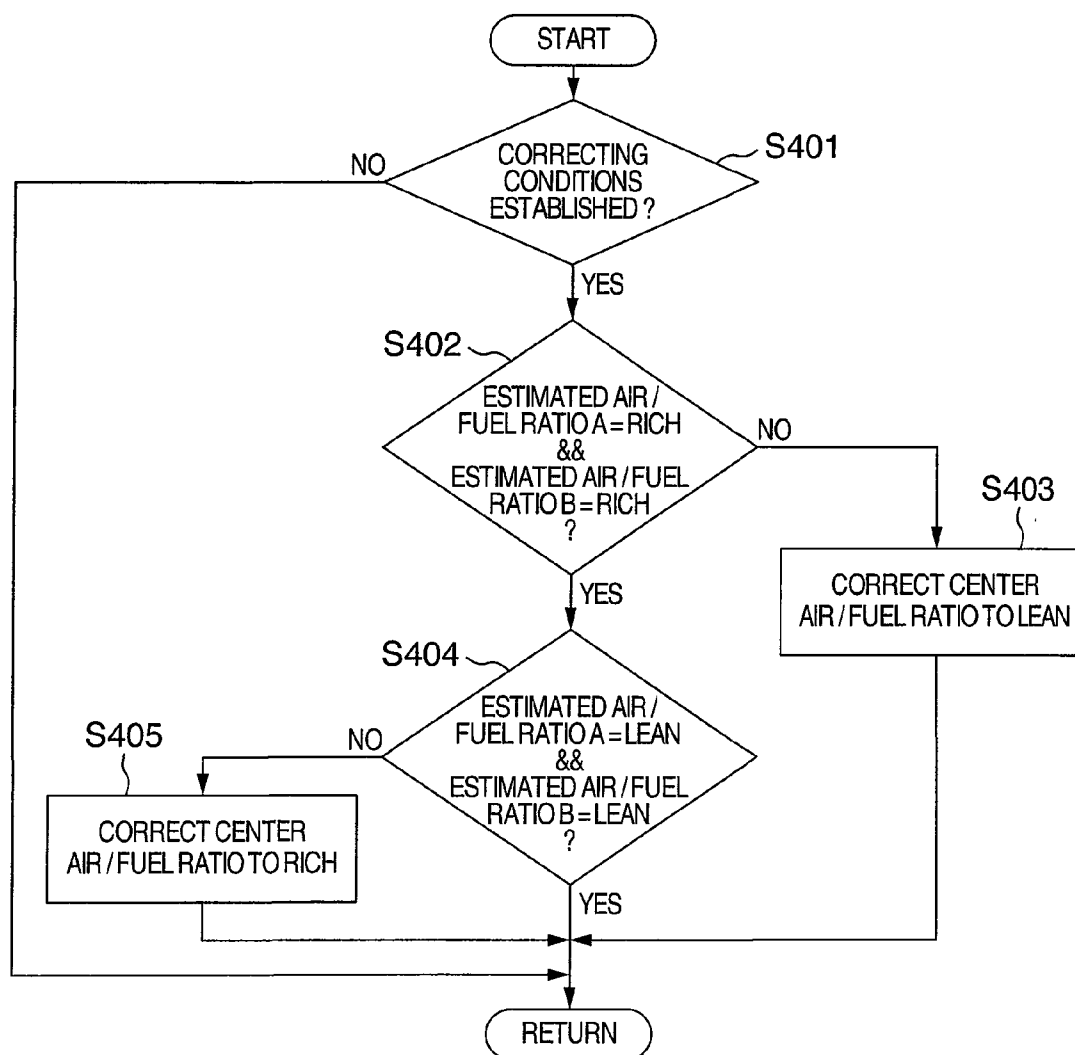 START
S401
NO
CORRECTING
CONDITIONS
ESTABLISHED ?
YES
S402
ESTIMATED AIR /
FUEL RATIO A = RICH
&&
ESTIMATED AIR / FUEL
RATIO B = RICH
?
NO
S403
CORRECT CENTER
AIR / FUEL RATIO TO LEAN
YES
S404
ESTIMATED AIR /
FUEL RATIO A = LEAN
&&
ESTIMATED AIR / FUEL
RATIO B = LEAN
?
NO
S405
CORRECT CENTER
AIR / FUEL RATIO TO RICH
YES
RETURN